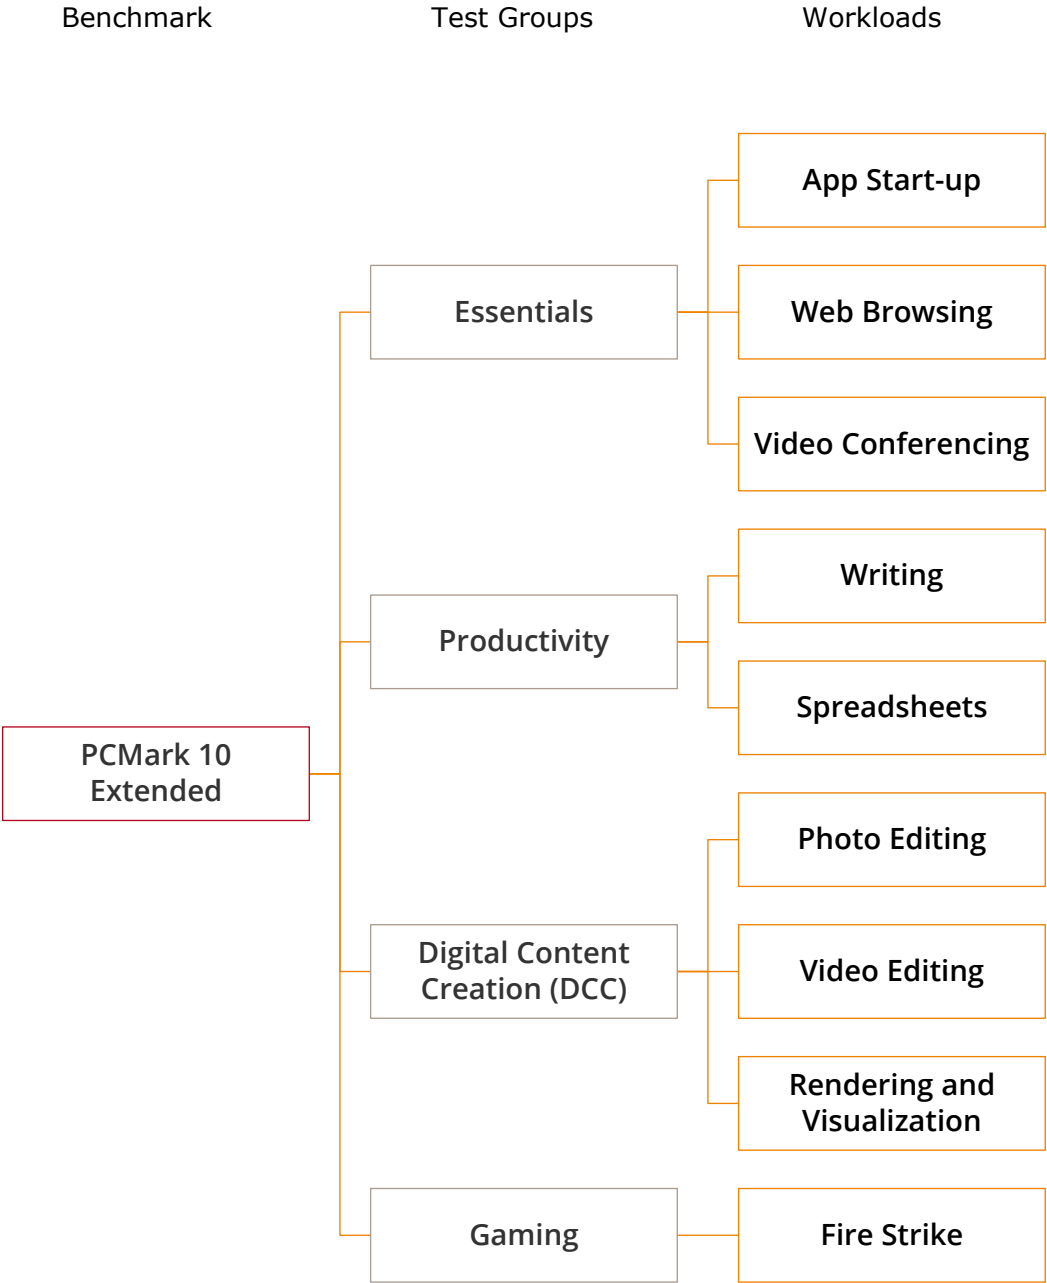 Benchmark
Test Groups
Workloads
App Start-up
Essentials
Web Browsing
Video Conferencing
Writing
Productivity
Spreadsheets
PCMark 10
Extended
Photo Editing
Digital Content
Creation (DCC)
Video Editing
Rendering and
Visualization
Gaming
Fire Strike